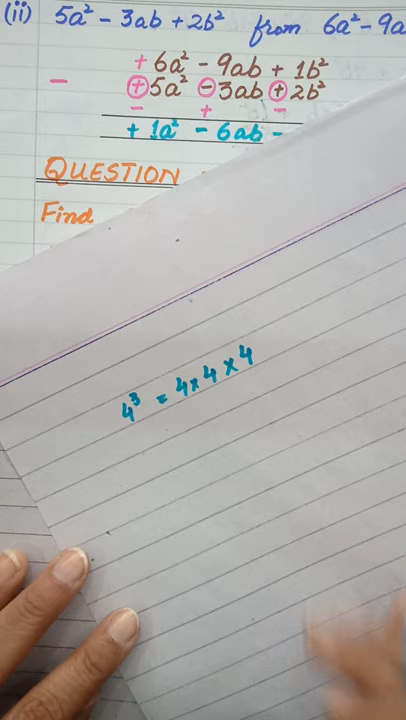 (ii) 5a² - 3ab + 2b² from 6a² - 9a
+ 6a² - 9ab + 1b²
- + 5a² - 3ab + 2b²
- + -
+ 1a² - 6ab -
QUESTION
Find
4³ = 4 × 4 × 4